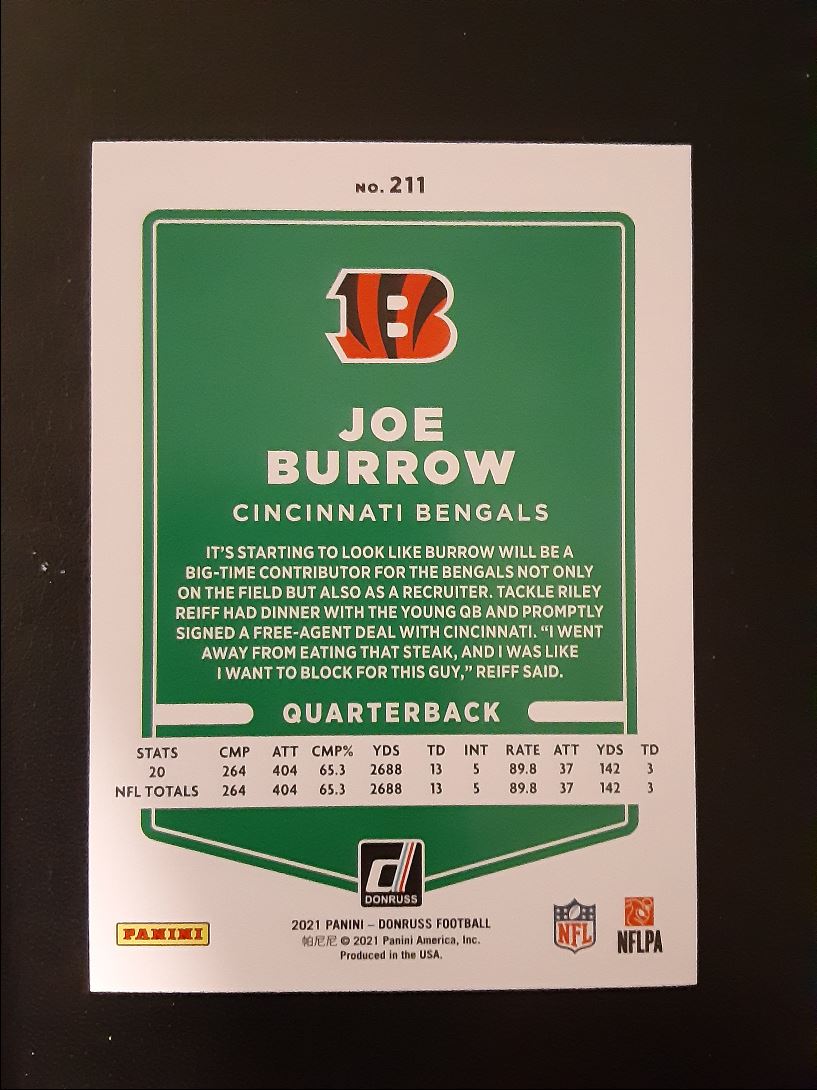 NO. 211
B
JOE
BURROW
CINCINNATI BENGALS
IT'S STARTING TO LOOK LIKE BURROW WILL BE A
BIG-TIME CONTRIBUTOR FOR THE BENGALS NOT ONLY
ON THE FIELD BUT ALSO AS A RECRUITER. TACKLE RILEY
REIFF HAD DINNER WITH THE YOUNG QB AND PROMPTLY
SIGNED A FREE-AGENT DEAL WITH CINCINNATI. “I WENT
AWAY FROM EATING THAT STEAK, AND I WAS LIKE
I WANT TO BLOCK FOR THIS GUY,” REIFF SAID.
QUARTERBACK
STATS CMP ATT CMP% YDS TD INT RATE ATT YDS TD
20 264 404 65.3 2688 13 5 89.8 37 142 3
NFL TOTALS 264 404 65.3 2688 13 5 89.8 37 142 3
d
DONRUSS
PANINI
2021 PANINI – DONRUSS FOOTBALL
帕尼尼 © 2021 Panini America, Inc.
Produced in the USA.
NFL
NFLPA